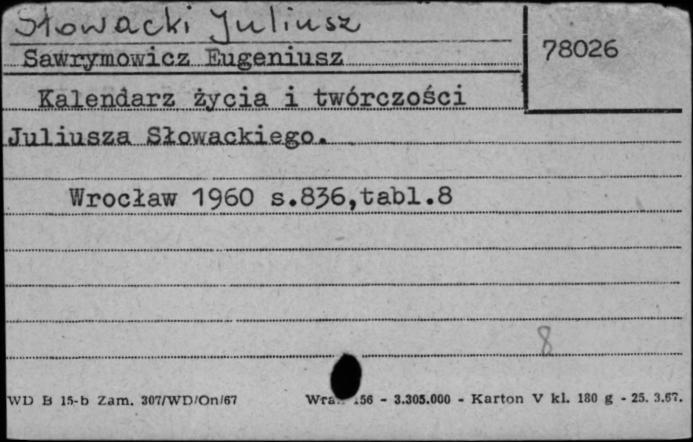 Słowacki Juliusz
Sawrymowicz Eugeniusz
78026
Kalendarz życia i twórczości
Juliusza Słowackiego.
Wrocław 1960 s.836,tabl.8
8
WD B 15-b Zam. 307/WD/On/67 56 - 3.305.000 - Karton V kl. 180 g - 25. 3.67.